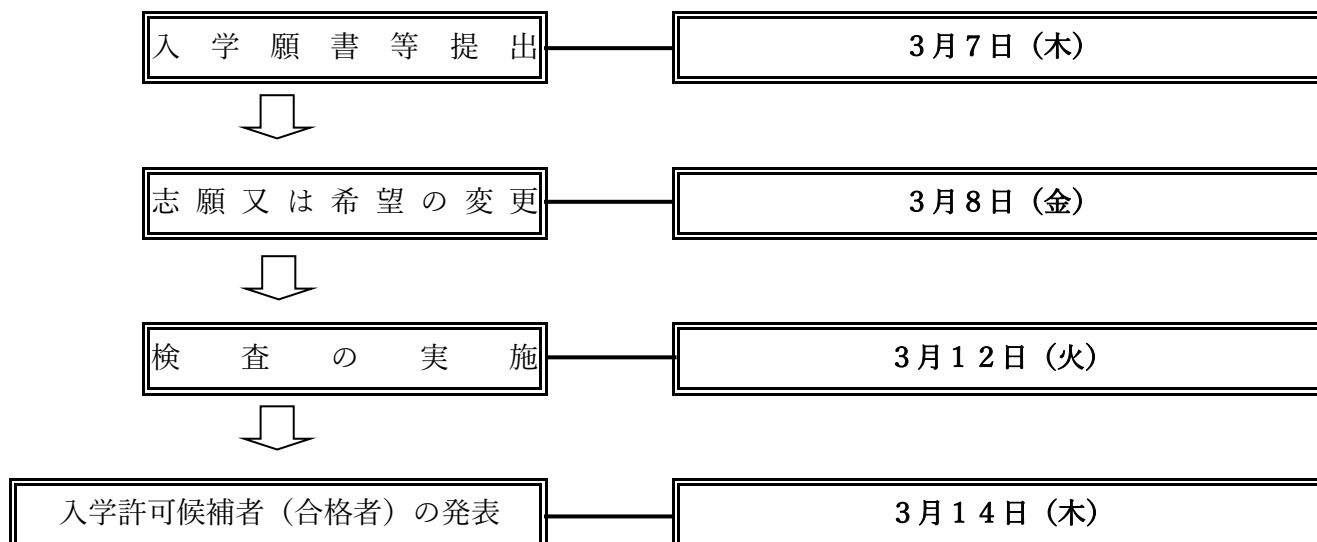 入学願書等提出
３月７日（木）
志願又は希望の変更
３月８日（金）
検査の実施
３月１２日（火）
入学許可候補者（合格者）の発表
３月１４日（木）